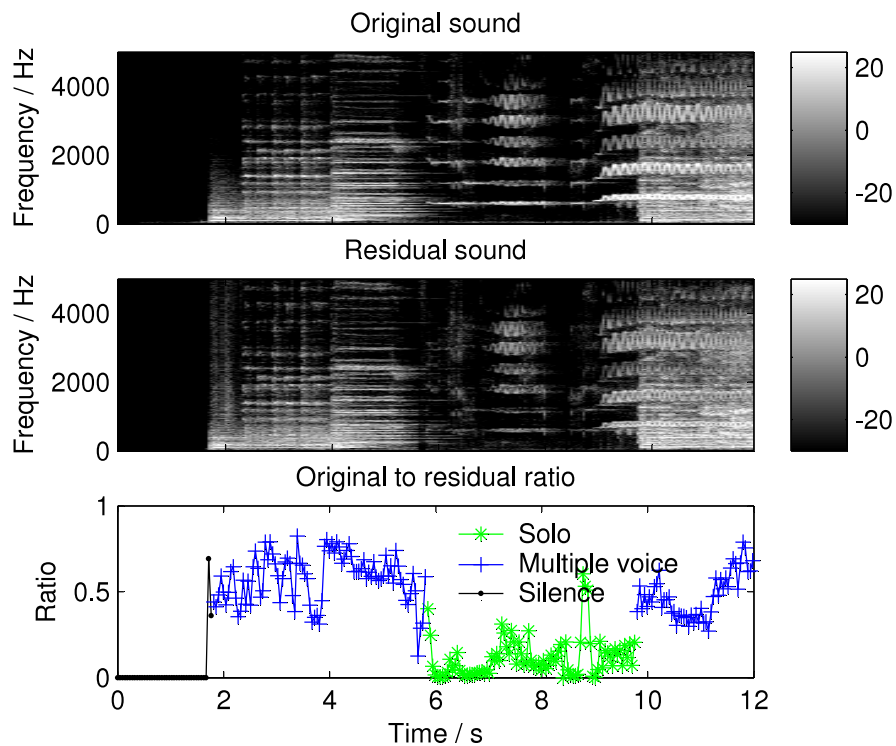 Original sound
Frequency / Hz
4000
2000
0
20
0
-20
Residual sound
Frequency / Hz
4000
2000
0
20
0
-20
Original to residual ratio
Ratio
1
0.5
0
Solo
Multiple voice
Silence
0 2 4 6 8 10 12
Time / s